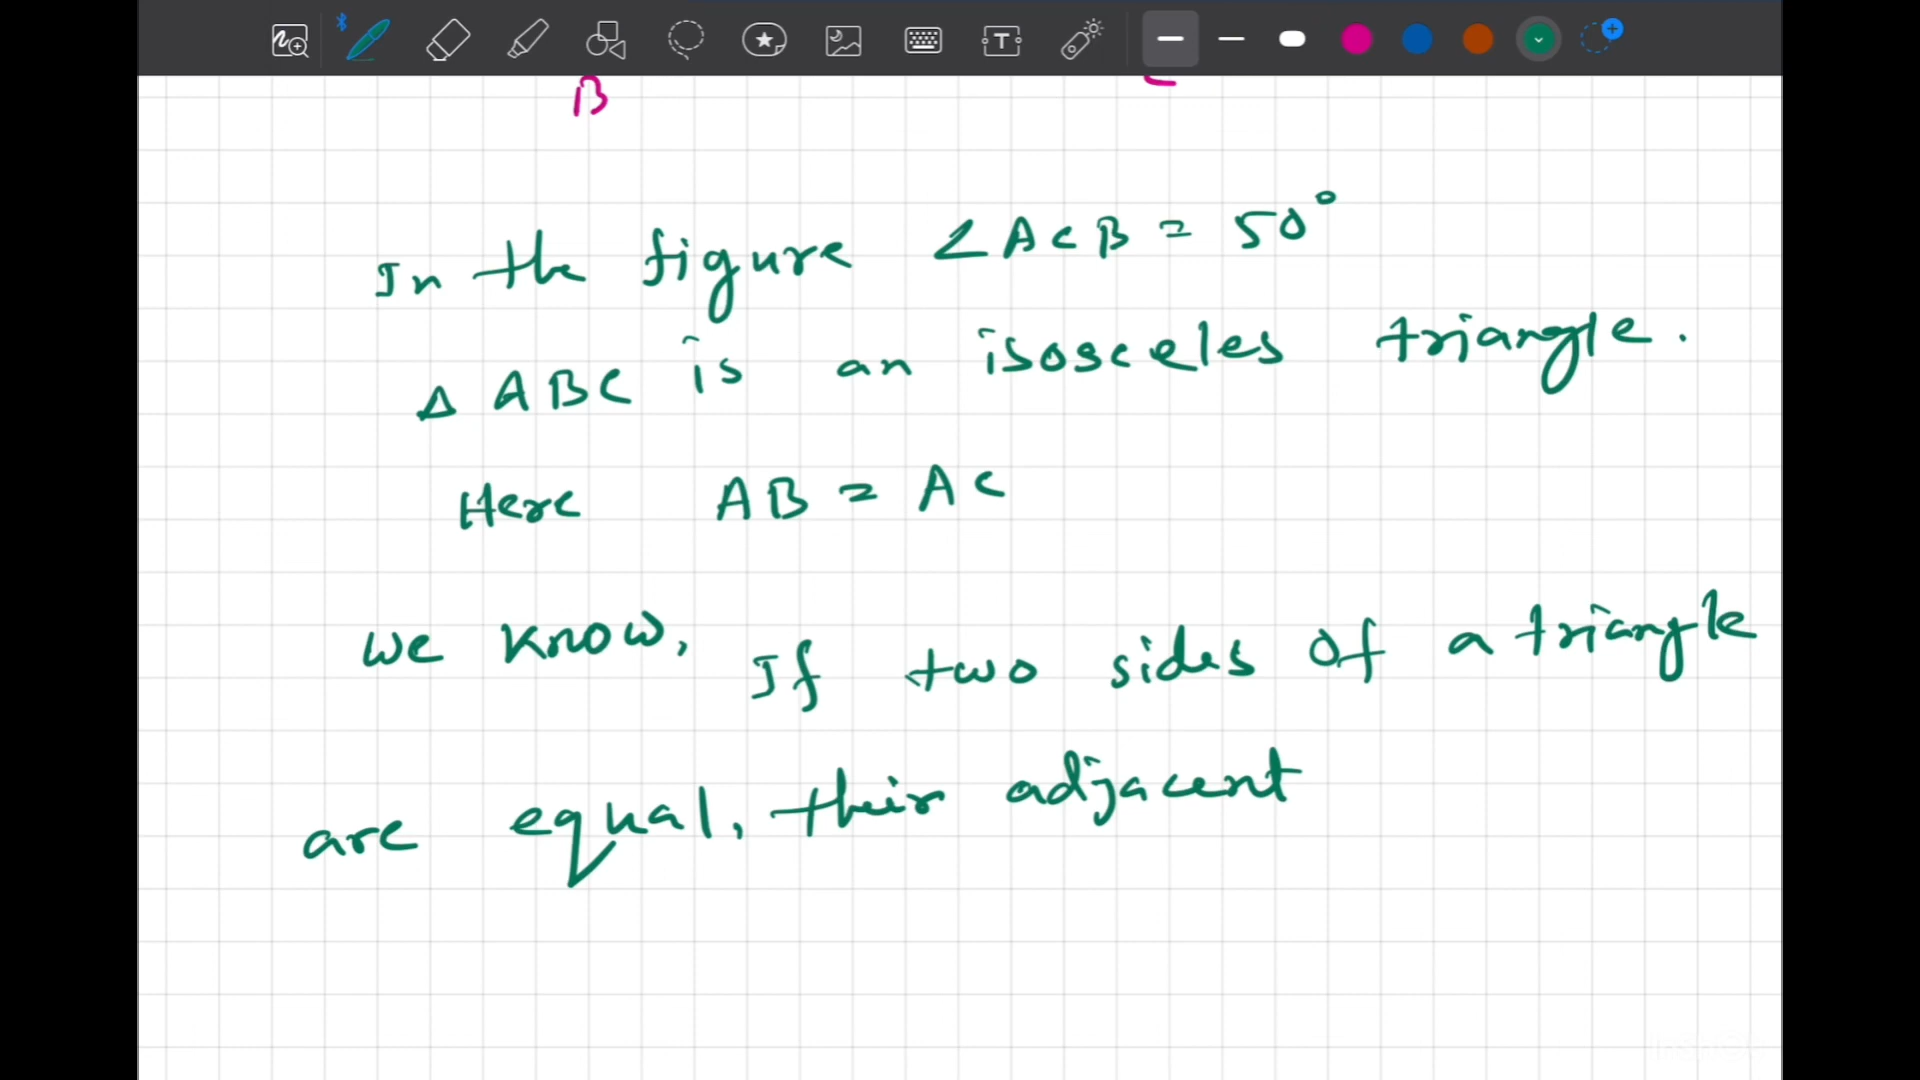 B
In the figure ∠ACB = 50°
△ ABC is an isosceles triangle.
Here AB = AC
We know, If two sides of a triangle
are equal, their adjacent